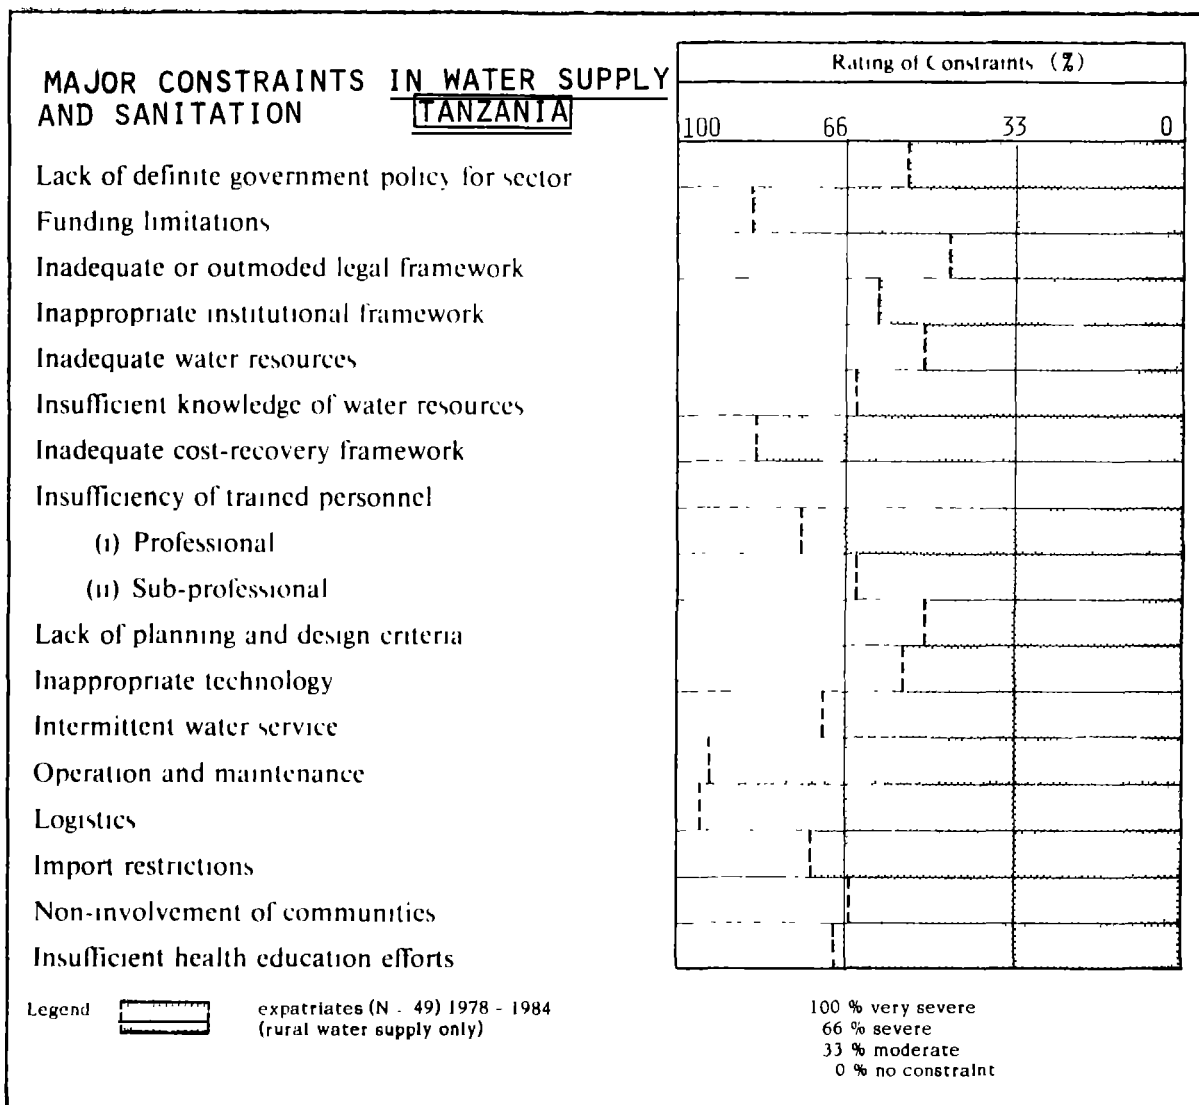 MAJOR CONSTRAINTS IN WATER SUPPLY
AND SANITATION TANZANIA
Rating of Constraints (%)
100 66 33 0
Lack of definite government policy for sector
Funding limitations
Inadequate or outmoded legal framework
Inappropriate institutional framework
Inadequate water resources
Insufficient knowledge of water resources
Inadequate cost-recovery framework
Insufficiency of trained personnel
(i) Professional
(ii) Sub-professional
Lack of planning and design criteria
Inappropriate technology
Intermittent water service
Operation and maintenance
Logistics
Import restrictions
Non-involvement of communities
Insufficient health education efforts
Legend expatriates (N - 49) 1978 - 1984
(rural water supply only)
100 % very severe
66 % severe
33 % moderate
0 % no constraint